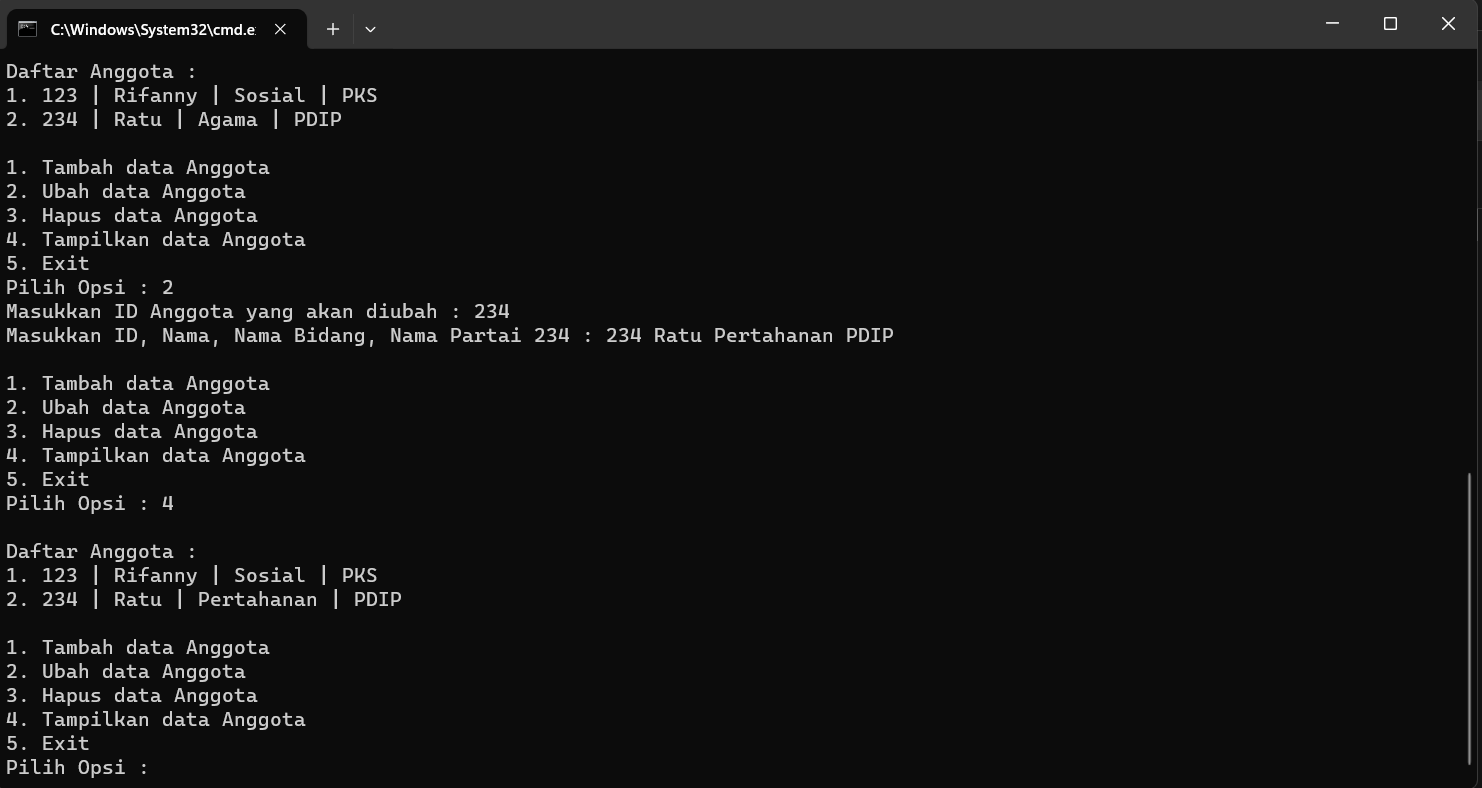 C:\Windows\System32\cmd.e
Daftar Anggota :
1. 123 | Rifanny | Sosial | PKS
2. 234 | Ratu | Agama | PDIP
1. Tambah data Anggota
2. Ubah data Anggota
3. Hapus data Anggota
4. Tampilkan data Anggota
5. Exit
Pilih Opsi : 2
Masukkan ID Anggota yang akan diubah : 234
Masukkan ID, Nama, Nama Bidang, Nama Partai 234 : 234 Ratu Pertahanan PDIP
1. Tambah data Anggota
2. Ubah data Anggota
3. Hapus data Anggota
4. Tampilkan data Anggota
5. Exit
Pilih Opsi : 4
Daftar Anggota :
1. 123 | Rifanny | Sosial | PKS
2. 234 | Ratu | Pertahanan | PDIP
1. Tambah data Anggota
2. Ubah data Anggota
3. Hapus data Anggota
4. Tampilkan data Anggota
5. Exit
Pilih Opsi :